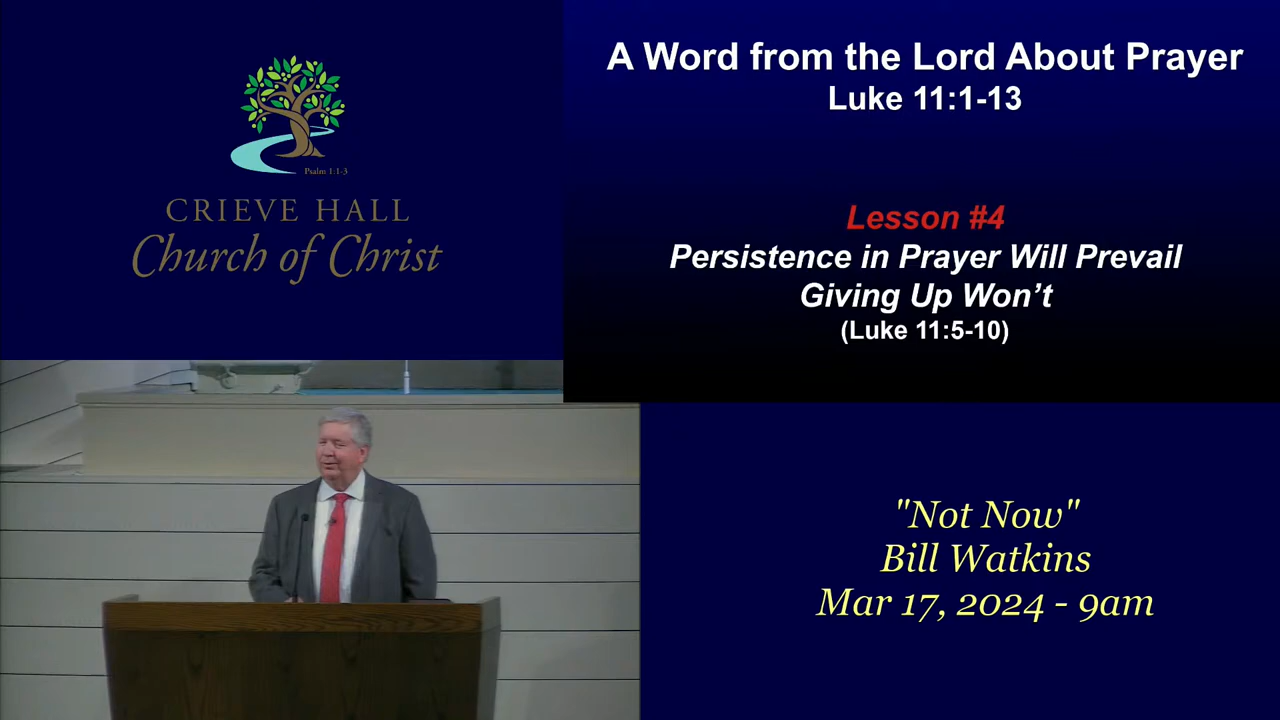 Psalm 1:1-3
CRIEVE HALL
Church of Christ
A Word from the Lord About Prayer
Luke 11:1-13
Lesson #4
Persistence in Prayer Will Prevail
Giving Up Won't
(Luke 11:5-10)
"Not Now"
Bill Watkins
Mar 17, 2024 - 9am